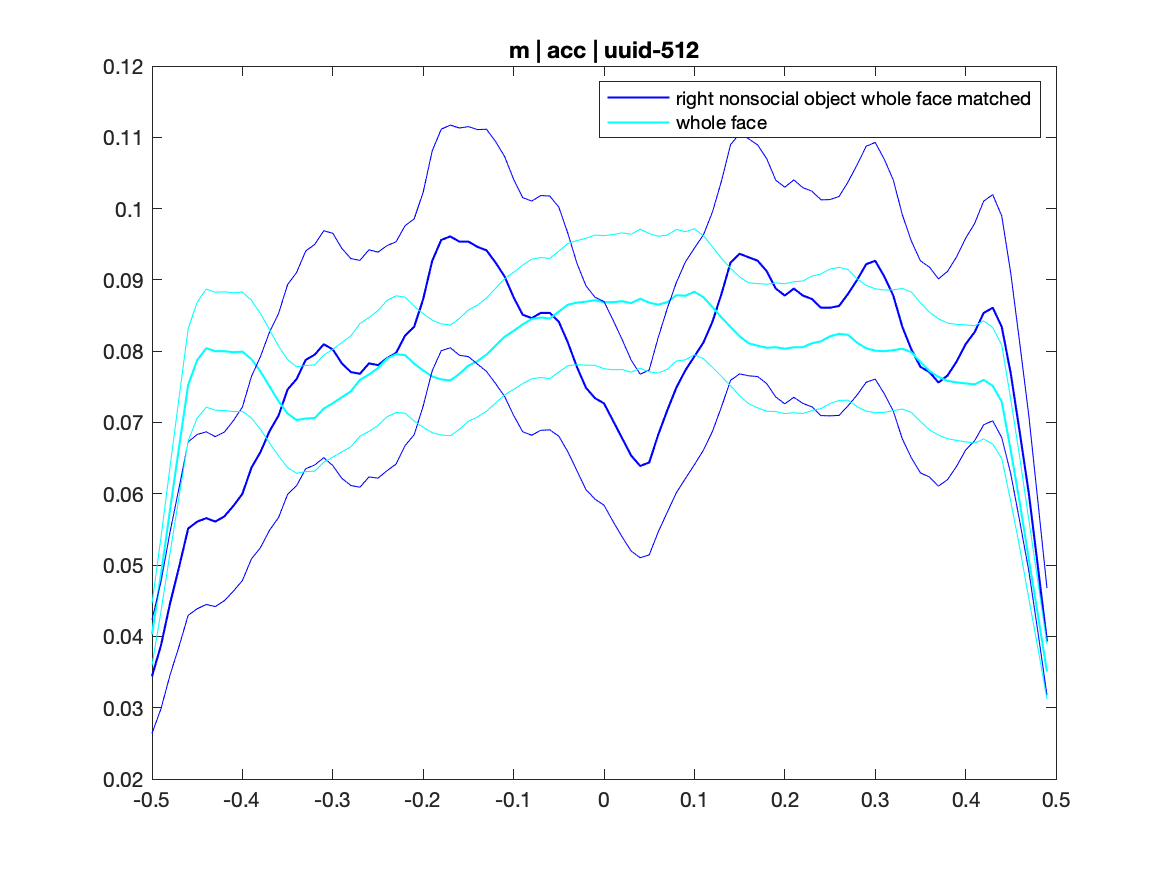 m | acc | uuid-512
right nonsocial object whole face matched
whole face
0.12
0.11
0.1
0.09
0.08
0.07
0.06
0.05
0.04
0.03
0.02
-0.5 -0.4 -0.3 -0.2 -0.1 0 0.1 0.2 0.3 0.4 0.5